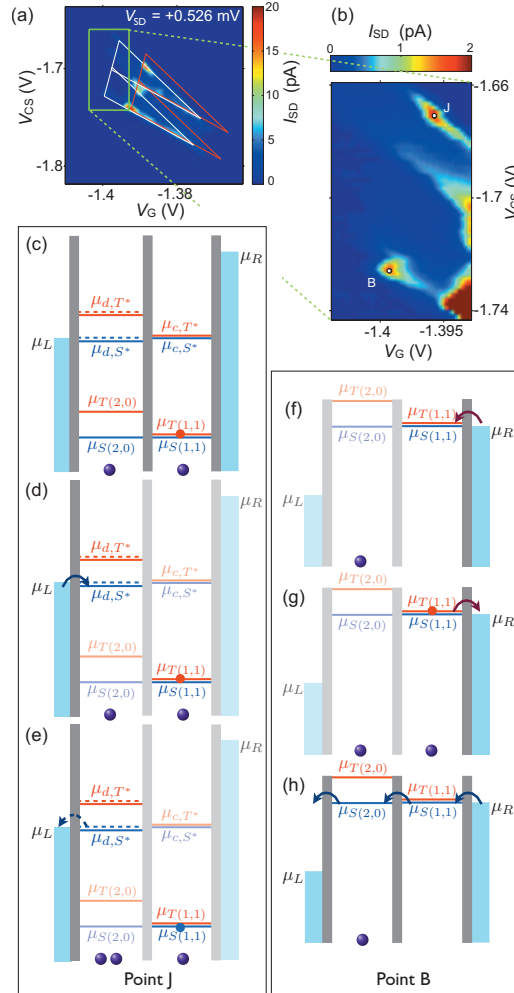 (a)
V_SD = +0.526 mV
-1.7
-1.8
V_CS (V)
-1.4
-1.38
V_G (V)
20
15
10
5
0
I_SD (pA)
(b)
I_SD (pA)
0
1
2
J
B
-1.66
-1.7
-1.74
V_CS (V)
-1.4
-1.395
V_G (V)
(c)
μ_R
μ_d,T*
μ_c,T*
μ_L
μ_d,S*
μ_c,S*
μ_T(2,0)
μ_T(1,1)
μ_S(2,0)
μ_S(1,1)
(d)
μ_R
μ_d,T*
μ_c,T*
μ_L
μ_d,S*
μ_c,S*
μ_T(2,0)
μ_T(1,1)
μ_S(2,0)
μ_S(1,1)
(e)
μ_R
μ_d,T*
μ_c,T*
μ_L
μ_d,S*
μ_c,S*
μ_T(2,0)
μ_T(1,1)
μ_S(2,0)
μ_S(1,1)
Point J
(f)
μ_T(2,0)
μ_T(1,1)
μ_S(2,0)
μ_S(1,1)
μ_R
μ_L
(g)
μ_T(2,0)
μ_T(1,1)
μ_S(2,0)
μ_S(1,1)
μ_R
μ_L
(h)
μ_T(2,0)
μ_T(1,1)
μ_S(2,0)
μ_S(1,1)
μ_R
μ_L
Point B